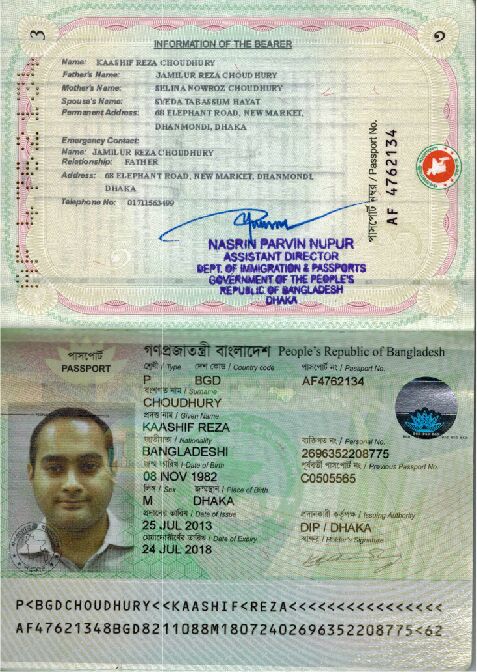 3
INFORMATION OF THE BEARER
Name: KAASHIF REZA CHOUDHURY
Father's Name: JAMILUR REZA CHOUDHURY
Mother's Name: SELINA NOWROZ CHOUDHURY
Spouse's Name: SYEDA TABASSUM HAYAT
Permanent Address: 68 ELEPHANT ROAD, NEW MARKET,
DHANMONDI, DHAKA
Emergency Contact:
Name: JAMILUR REZA CHOUDHURY
Relationship: FATHER
Address: 68 ELEPHANT ROAD, NEW MARKET, DHANMONDI,
DHAKA
Telephone No: 01711563499
পাসপোর্ট নম্বর / Passport No.
AF 4762134
NASRIN PARVIN NUPUR
ASSISTANT DIRECTOR
DEPT. OF IMMIGRATION & PASSPORTS
GOVERNMENT OF THE PEOPLE'S
REPUBLIC OF BANGLADESH
DHAKA
পাসপোর্ট
PASSPORT
গণপ্রজাতন্ত্রী বাংলাদেশ People's Republic of Bangladesh
শ্রেণী / Type দেশ কোড / Country code পাসপোর্ট নং / Passport No.
P BGD AF4762134
বংশগত নাম / Surname
CHOUDHURY
প্রদত্ত নাম / Given Name
KAASHIF REZA
জাতীয়তা / Nationality ব্যক্তিগত নং / Personal No.
BANGLADESHI 2696352208775
জন্ম তারিখ / Date of Birth পূর্ববর্তী পাসপোর্ট নং / Previous Passport No.
08 NOV 1982 C0505565
লিঙ্গ / Sex জন্মস্থান / Place of Birth
M DHAKA
প্রদানের তারিখ / Date of Issue প্রদানকারী কর্তৃপক্ষ / Issuing Authority
25 JUL 2013 DIP / DHAKA
মেয়াদোত্তীর্ণের তারিখ / Date of Expiry স্বাক্ষর / Holder's Signature
24 JUL 2018
P<BGDCHOUDHURY<<KAASHIF<REZA<<<<<<<<<<<<<<<<
AF47621348BGD8211088M18072402696352208775<62